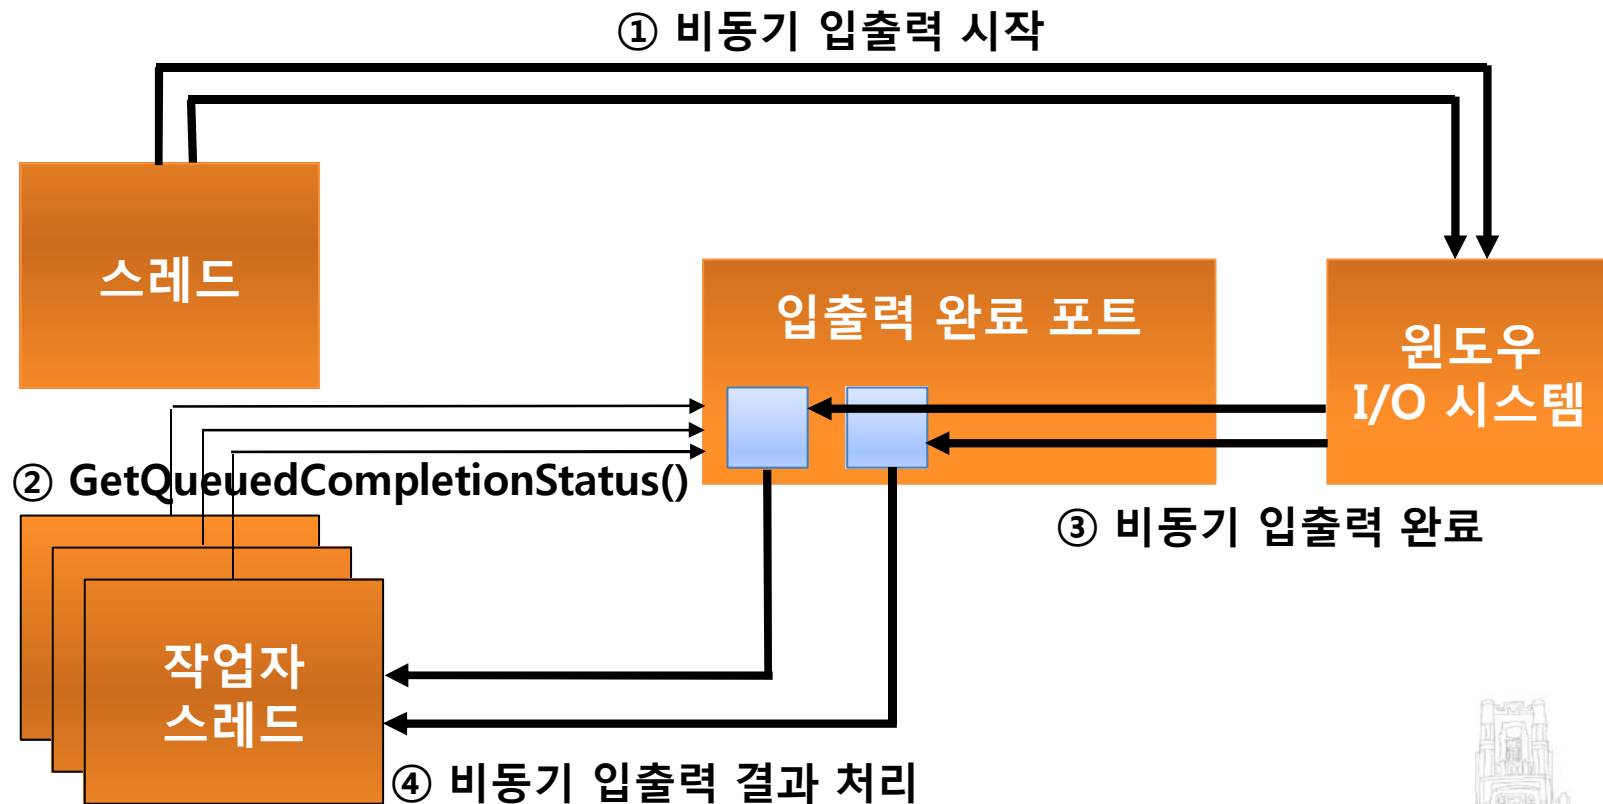 ① 비동기 입출력 시작
스레드
입출력 완료 포트
윈도우
I/O 시스템
② GetQueuedCompletionStatus()
③ 비동기 입출력 완료
작업자
스레드
④ 비동기 입출력 결과 처리